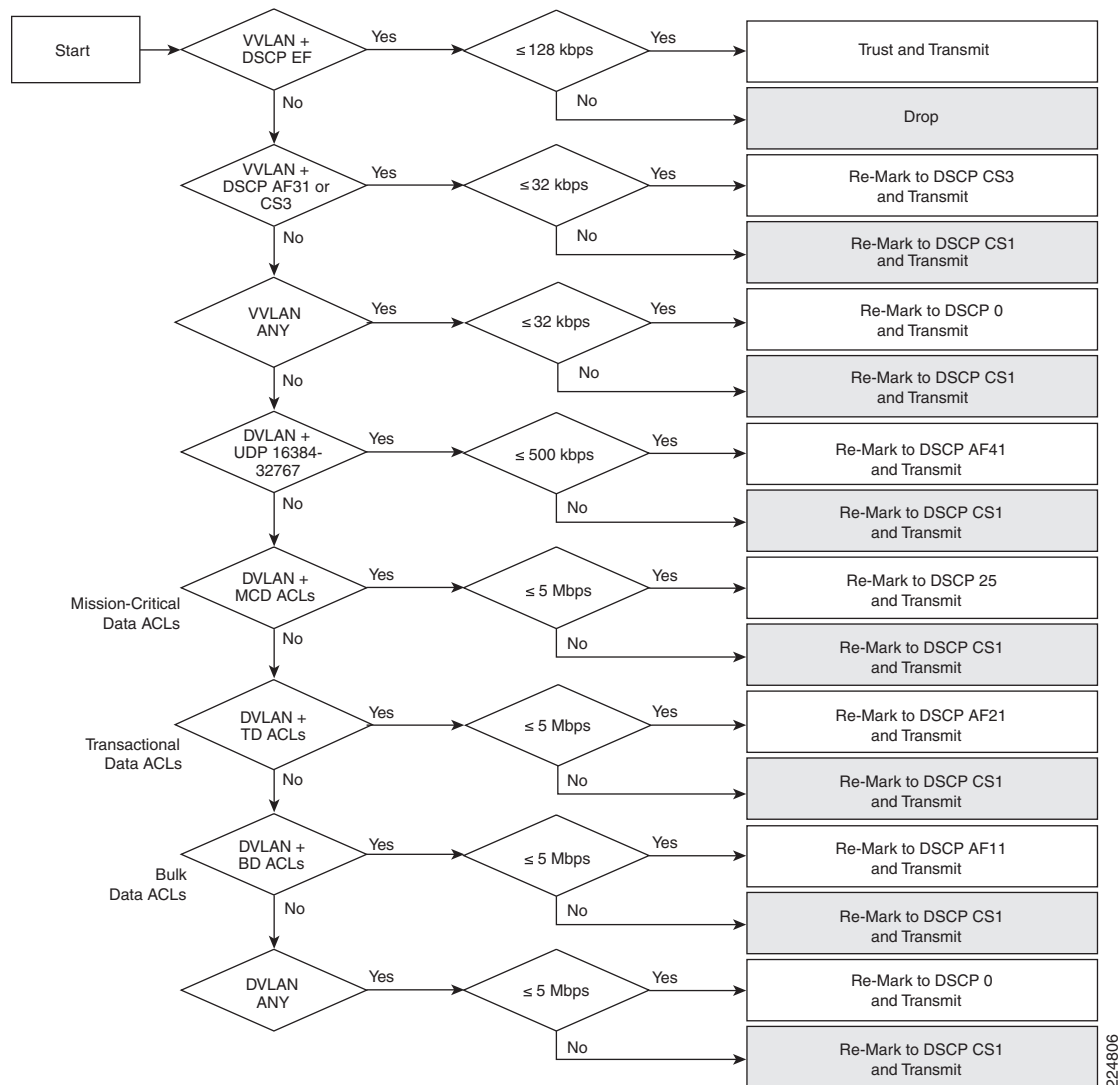 Start
VVLAN +
DSCP EF
Yes
≤ 128 kbps
Yes
Trust and Transmit
No
No
Drop
VVLAN +
DSCP AF31 or
CS3
Yes
≤ 32 kbps
Yes
Re-Mark to DSCP CS3
and Transmit
No
No
Re-Mark to DSCP CS1
and Transmit
VVLAN
ANY
Yes
≤ 32 kbps
Yes
Re-Mark to DSCP 0
and Transmit
No
No
Re-Mark to DSCP CS1
and Transmit
DVLAN +
UDP 16384-
32767
Yes
≤ 500 kbps
Yes
Re-Mark to DSCP AF41
and Transmit
No
No
Re-Mark to DSCP CS1
and Transmit
Mission-Critical
Data ACLs
DVLAN +
MCD ACLs
Yes
≤ 5 Mbps
Yes
Re-Mark to DSCP 25
and Transmit
No
No
Re-Mark to DSCP CS1
and Transmit
Transactional
Data ACLs
DVLAN +
TD ACLs
Yes
≤ 5 Mbps
Yes
Re-Mark to DSCP AF21
and Transmit
No
No
Re-Mark to DSCP CS1
and Transmit
Bulk
Data ACLs
DVLAN +
BD ACLs
Yes
≤ 5 Mbps
Yes
Re-Mark to DSCP AF11
and Transmit
No
No
Re-Mark to DSCP CS1
and Transmit
DVLAN
ANY
Yes
≤ 5 Mbps
Yes
Re-Mark to DSCP 0
and Transmit
No
Re-Mark to DSCP CS1
and Transmit
224806